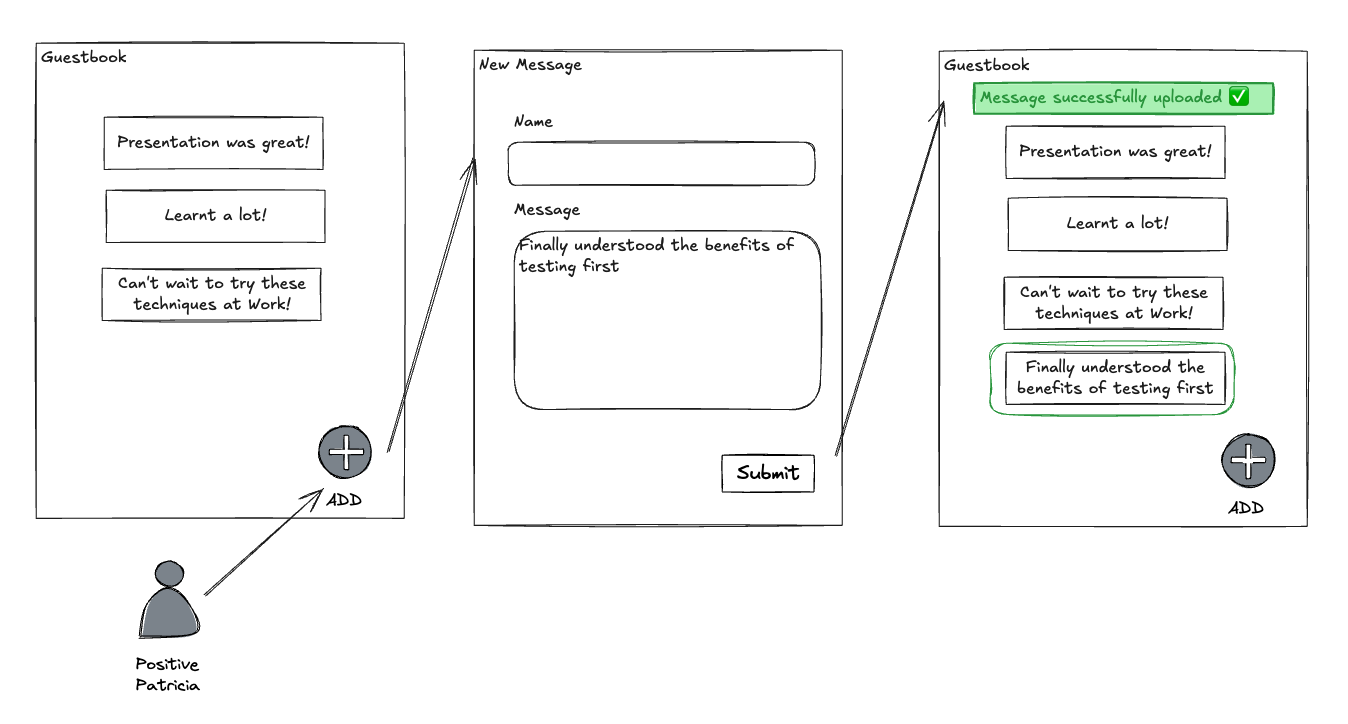 Guestbook
Presentation was great!
Learnt a lot!
Can't wait to try these
techniques at Work!
ADD
Positive
Patricia
New Message
Name
Message
Finally understood the benefits of
testing first
Submit
Guestbook
Message successfully uploaded ✅
Presentation was great!
Learnt a lot!
Can't wait to try these
techniques at Work!
Finally understood the
benefits of testing first
ADD